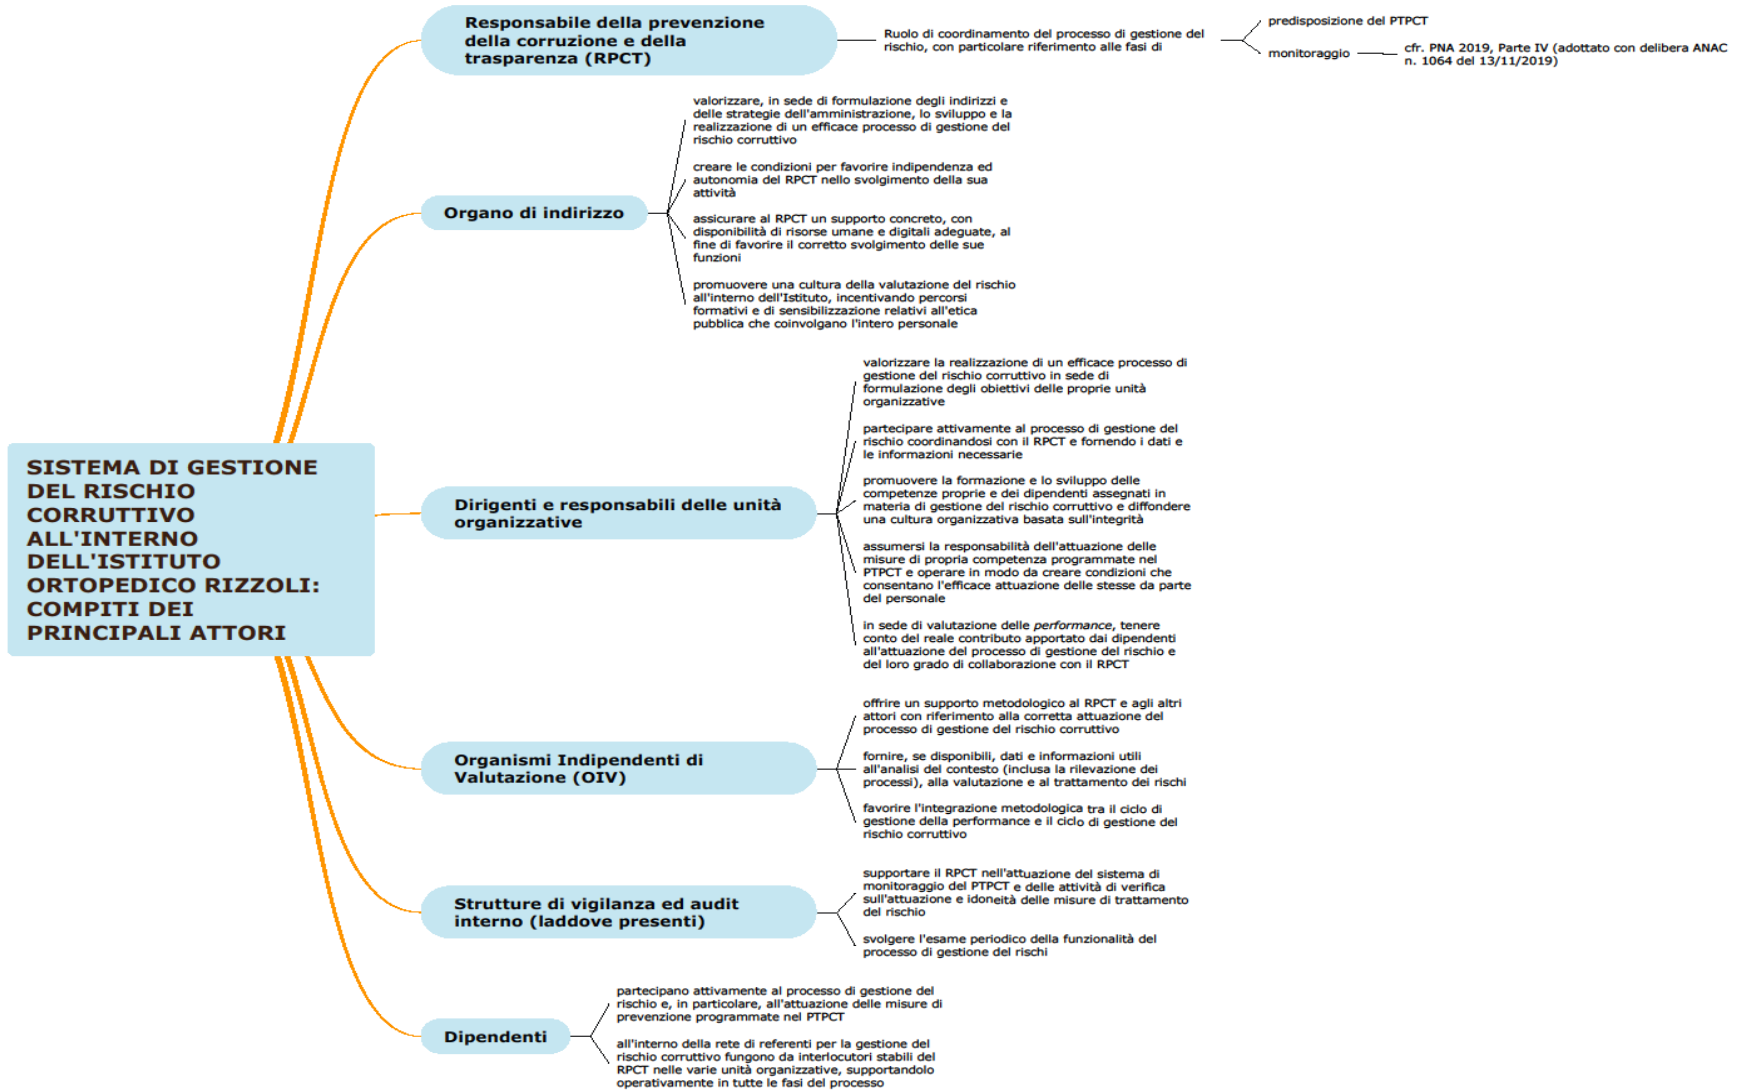 SISTEMA DI GESTIONE
DEL RISCHIO
CORRUTTIVO
ALL'INTERNO
DELL'ISTITUTO
ORTOPEDICO RIZZOLI:
COMPITI DEI
PRINCIPALI ATTORI
Responsabile della prevenzione
della corruzione e della
trasparenza (RPCT)
Ruolo di coordinamento del processo di gestione del
rischio, con particolare riferimento alle fasi di
predisposizione del PTPCT
monitoraggio
cfr. PNA 2019, Parte IV (adottato con delibera ANAC
n. 1064 del 13/11/2019)
Organo di indirizzo
valorizzare, in sede di formulazione degli indirizzi e
delle strategie dell'amministrazione, lo sviluppo e la
realizzazione di un efficace processo di gestione del
rischio corruttivo
creare le condizioni per favorire indipendenza ed
autonomia del RPCT nello svolgimento della sua
attività
assicurare al RPCT un supporto concreto, con
disponibilità di risorse umane e digitali adeguate, al
fine di favorire il corretto svolgimento delle sue
funzioni
promuovere una cultura della valutazione del rischio
all'interno dell'Istituto, incentivando percorsi
formativi e di sensibilizzazione relativi all'etica
pubblica che coinvolgano l'intero personale
Dirigenti e responsabili delle unità
organizzative
valorizzare la realizzazione di un efficace processo di
gestione del rischio corruttivo in sede di
formulazione degli obiettivi delle proprie unità
organizzative
partecipare attivamente al processo di gestione del
rischio coordinandosi con il RPCT e fornendo i dati e
le informazioni necessarie
promuovere la formazione e lo sviluppo delle
competenze proprie e dei dipendenti assegnati in
materia di gestione del rischio corruttivo e diffondere
una cultura organizzativa basata sull'integrità
assumersi la responsabilità dell'attuazione delle
misure di propria competenza programmate nel
PTPCT e operare in modo da creare condizioni che
consentano l'efficace attuazione delle stesse da parte
del personale
in sede di valutazione delle performance, tenere
conto del reale contributo apportato dai dipendenti
all'attuazione del processo di gestione del rischio e
del loro grado di collaborazione con il RPCT
Organismi Indipendenti di
Valutazione (OIV)
offrire un supporto metodologico al RPCT e agli altri
attori con riferimento alla corretta attuazione del
processo di gestione del rischio corruttivo
fornire, se disponibili, dati e informazioni utili
all'analisi del contesto (inclusa la rilevazione dei
processi), alla valutazione e al trattamento dei rischi
favorire l'integrazione metodologica tra il ciclo di
gestione della performance e il ciclo di gestione del
rischio corruttivo
Strutture di vigilanza ed audit
interno (laddove presenti)
supportare il RPCT nell'attuazione del sistema di
monitoraggio del PTPCT e delle attività di verifica
sull'attuazione e idoneità delle misure di trattamento
del rischio
svolgere l'esame periodico della funzionalità del
processo di gestione del rischi
Dipendenti
partecipano attivamente al processo di gestione del
rischio e, in particolare, all'attuazione delle misure di
prevenzione programmate nel PTPCT
all'interno della rete di referenti per la gestione del
rischio corruttivo fungono da interlocutori stabili del
RPCT nelle varie unità organizzative, supportandolo
operativamente in tutte le fasi del processo